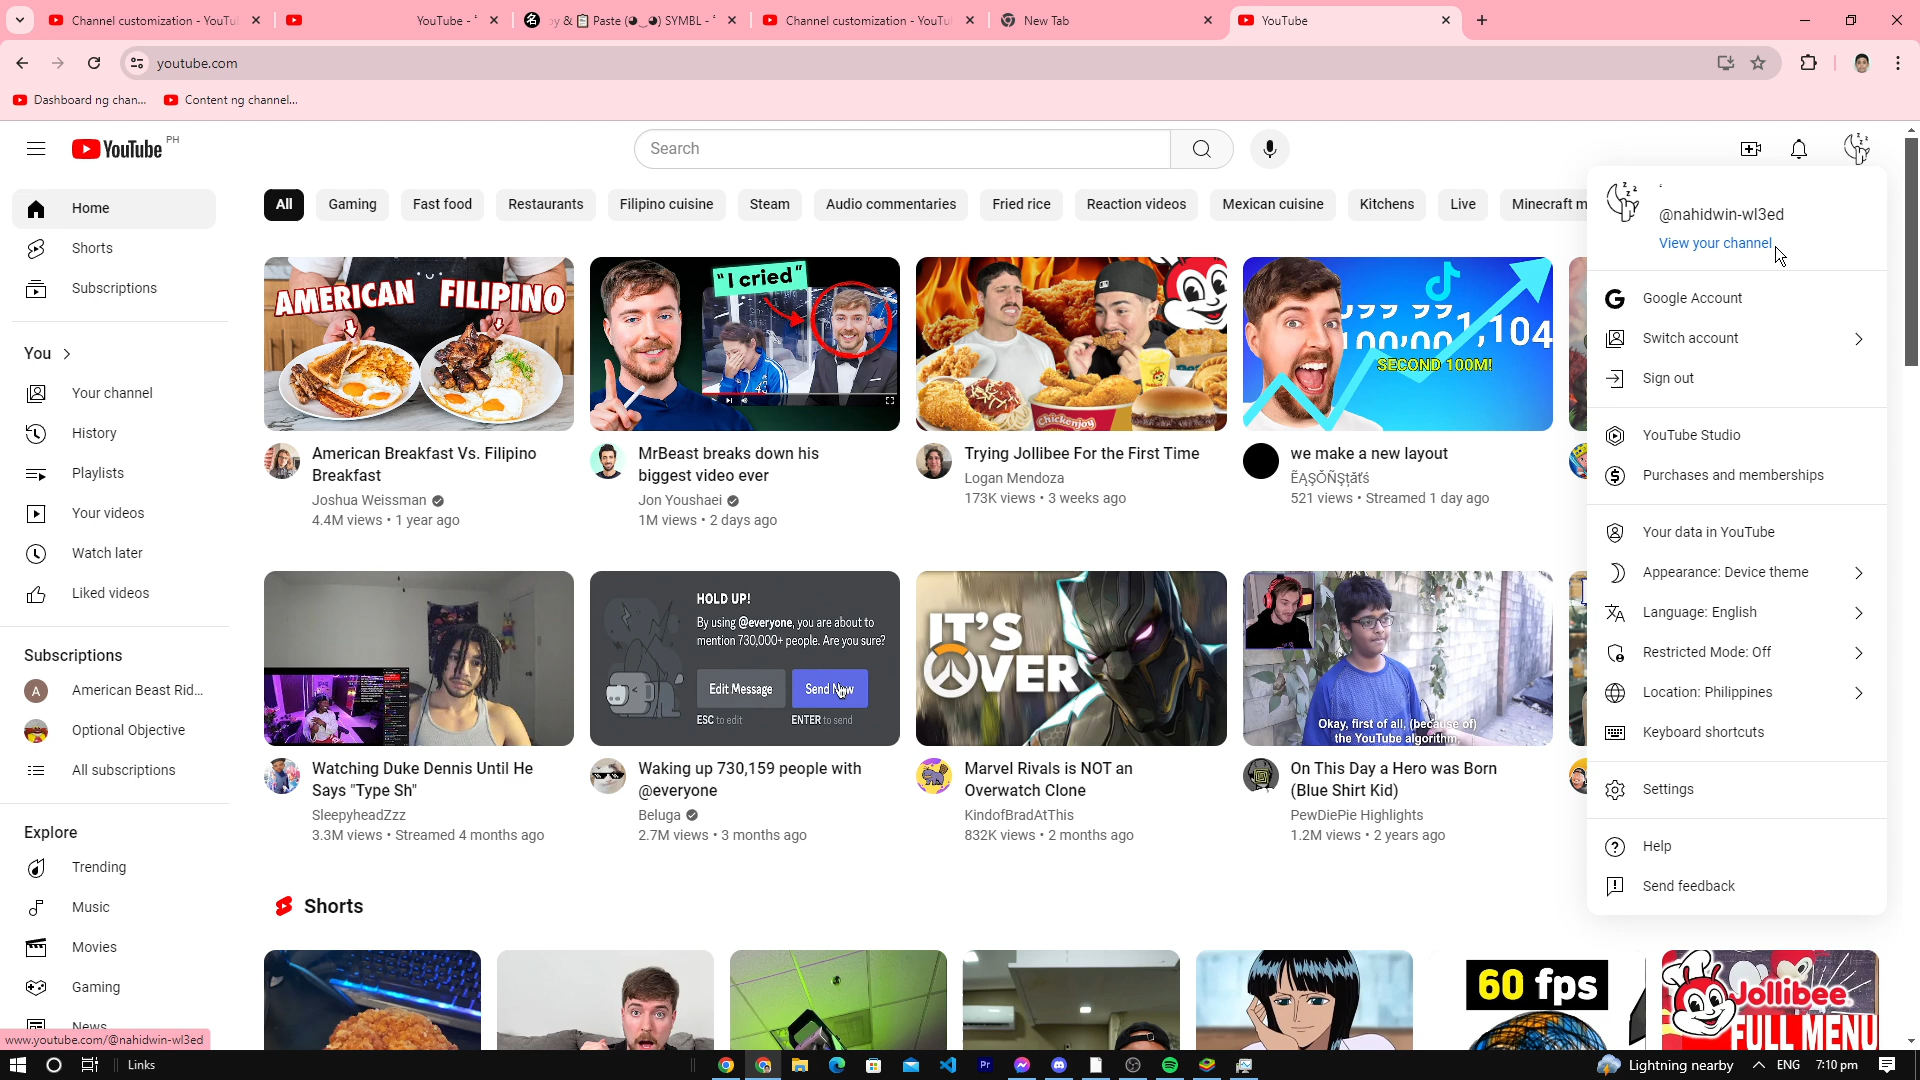 Channel customization - YouTu
YouTube - '
oy & 📋 Paste (◕‿◕) SYMBL - '
Channel customization - YouTu
New Tab
YouTube
youtube.com
Dashboard ng chan...
Content ng channel...
YouTube PH
Search
@nahidwin-wl3ed
View your channel
Google Account
Switch account
Sign out
YouTube Studio
Purchases and memberships
Your data in YouTube
Appearance: Device theme
Language: English
Restricted Mode: Off
Location: Philippines
Keyboard shortcuts
Settings
Help
Send feedback
Home
Shorts
Subscriptions
You
Your channel
History
Playlists
Your videos
Watch later
Liked videos
Subscriptions
A
American Beast Rid...
Optional Objective
All subscriptions
Explore
Trending
Music
Movies
Gaming
News
All
Gaming
Fast food
Restaurants
Filipino cuisine
Steam
Audio commentaries
Fried rice
Reaction videos
Mexican cuisine
Kitchens
Live
Minecraft m
AMERICAN FILIPINO
American Breakfast Vs. Filipino
Breakfast
Joshua Weissman
4.4M views • 1 year ago
"I cried"
MrBeast breaks down his
biggest video ever
Jon Youshaei
1M views • 2 days ago
Chickenjoy
Trying Jollibee For the First Time
Logan Mendoza
173K views • 3 weeks ago
SECOND 100M!
we make a new layout
ẼĄŞŎÑŞţăťś
521 views • Streamed 1 day ago
Watching Duke Dennis Until He
Says "Type Sh"
SleepyheadZzz
3.3M views • Streamed 4 months ago
HOLD UP!
By using @everyone, you are about to
mention 730,000+ people. Are you sure?
Edit Message
Send Now
ESC to edit
ENTER to send
Waking up 730,159 people with
@everyone
Beluga
2.7M views • 3 months ago
IT'S
OVER
Marvel Rivals is NOT an
Overwatch Clone
KindofBradAtThis
832K views • 2 months ago
Okay, first of all, (because of)
the YouTube algorithm,
On This Day a Hero was Born
(Blue Shirt Kid)
PewDiePie Highlights
1.2M views • 2 years ago
Shorts
60 fps
Jollibee
FULL MENU
www.youtube.com/@nahidwin-wl3ed
Links
Lightning nearby
ENG
7:10 pm